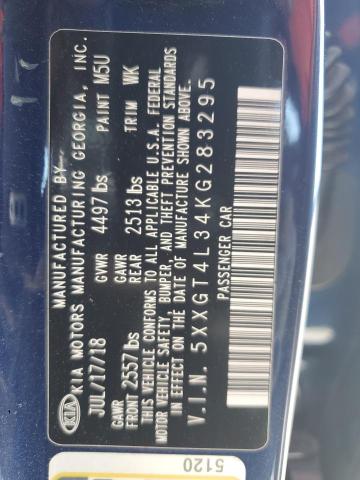 MANUFACTURED BY
KIA KIA MOTORS MANUFACTURING GEORGIA, INC.
JUL/17/18 GVWR 4497 lbs PAINT M5U
GAWR FRONT 2557 lbs GAWR REAR 2513 lbs TRIM WK
THIS VEHICLE CONFORMS TO ALL APPLICABLE U.S.A. FEDERAL
MOTOR VEHICLE SAFETY, BUMPER, AND THEFT PREVENTION STANDARDS
IN EFFECT ON THE DATE OF MANUFACTURE SHOWN ABOVE.
V.I.N. 5XXGT4L34KG283295
PASSENGER CAR
5120